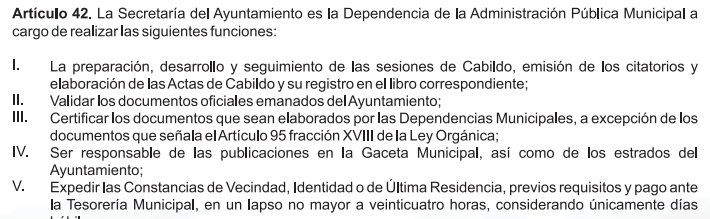 Artículo 42. La Secretaría del Ayuntamiento es la Dependencia de la Administración Pública Municipal a
cargo de realizar las siguientes funciones:
I. La preparación, desarrollo y seguimiento de las sesiones de Cabildo, emisión de los citatorios y
elaboración de las Actas de Cabildo y su registro en el libro correspondiente;
II. Validar los documentos oficiales emanados del Ayuntamiento;
III. Certificar los documentos que sean elaborados por las Dependencias Municipales, a excepción de los
documentos que señala el Artículo 95 fracción XVIII de la Ley Orgánica;
IV. Ser responsable de las publicaciones en la Gaceta Municipal, así como de los estrados del
Ayuntamiento;
V. Expedir las Constancias de Vecindad, Identidad o de Última Residencia, previos requisitos y pago ante
la Tesorería Municipal, en un lapso no mayor a veinticuatro horas, considerando únicamente días